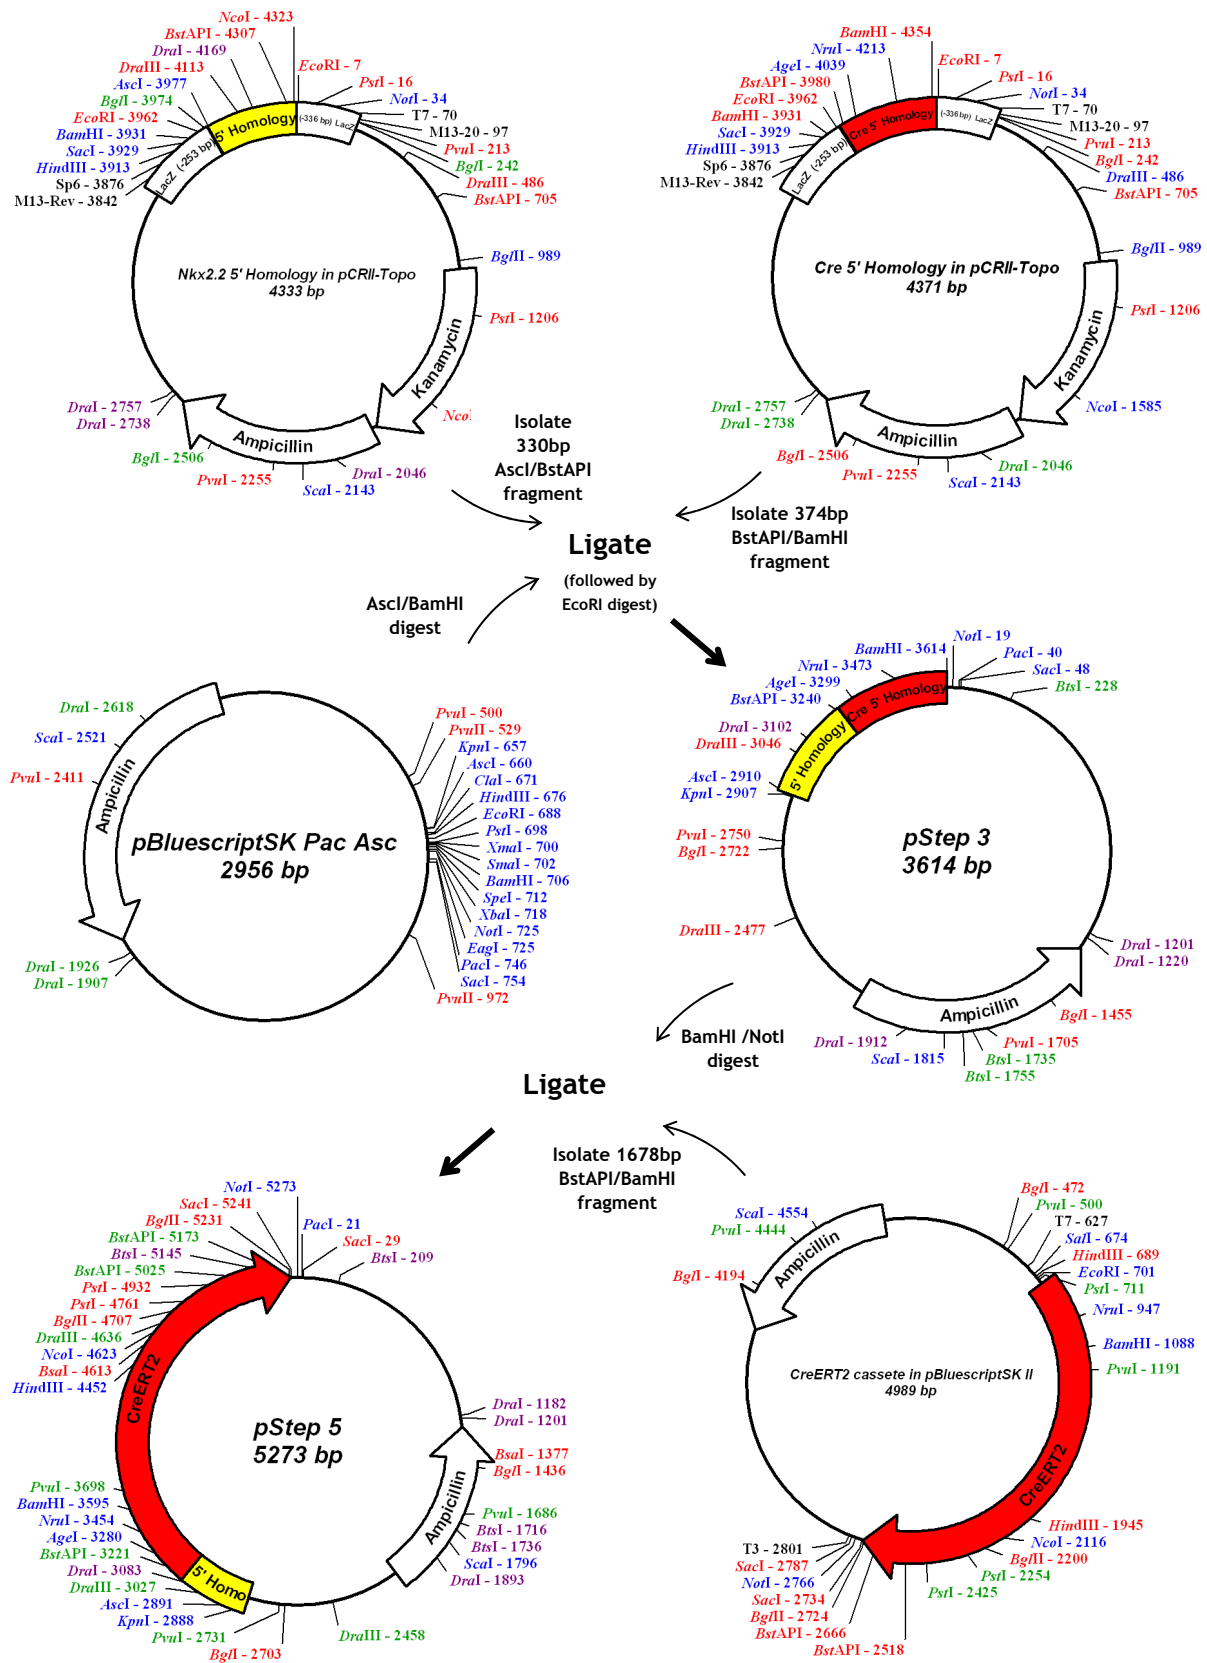 NcoI - 4323
BstAPI - 4307
DraI - 4169
DraIII - 4113
AscI - 3977
BglI - 3974
EcoRI - 3962
BamHI - 3931
SacI - 3929
HindIII - 3913
Sp6 - 3876
M13-Rev - 3842
EcoRI - 7
PstI - 16
NotI - 34
T7 - 70
M13-20 - 97
PvuI - 213
BglI - 242
DraIII - 486
BstAPI - 705
BglII - 989
PstI - 1206
NcoI
DraI - 2046
ScaI - 2143
PvuI - 2255
BglI - 2506
DraI - 2738
DraI - 2757
LacZ (-253 bp)
5' Homology
(-336 bp) LacZ
Kanamycin
Ampicillin
Nkx2.2 5' Homology in pCRII-Topo
4333 bp
BamHI - 4354
NruI - 4213
AgeI - 4039
BstAPI - 3980
EcoRI - 3962
BamHI - 3931
SacI - 3929
HindIII - 3913
Sp6 - 3876
M13-Rev - 3842
EcoRI - 7
PstI - 16
NotI - 34
T7 - 70
M13-20 - 97
PvuI - 213
BglI - 242
DraIII - 486
BstAPI - 705
BglII - 989
PstI - 1206
NcoI - 1585
DraI - 2046
ScaI - 2143
PvuI - 2255
BglI - 2506
DraI - 2738
DraI - 2757
LacZ (-253 bp)
Cre 5' Homology
(-336 bp) LacZ
Kanamycin
Ampicillin
Cre 5' Homology in pCRII-Topo
4371 bp
Isolate
330bp
AscI/BstAPI
fragment
Isolate 374bp
BstAPI/BamHI
fragment
Ligate
(followed by
EcoRI digest)
AscI/BamHI
digest
DraI - 2618
ScaI - 2521
PvuI - 2411
DraI - 1926
DraI - 1907
Ampicillin
pBluescriptSK Pac Asc
2956 bp
PvuI - 500
PvuII - 529
KpnI - 657
AscI - 660
ClaI - 671
HindIII - 676
EcoRI - 688
PstI - 698
XmaI - 700
SmaI - 702
BamHI - 706
SpeI - 712
XbaI - 718
NotI - 725
EagI - 725
PacI - 746
SacI - 754
PvuII - 972
BamHI - 3614
NruI - 3473
AgeI - 3299
BstAPI - 3240
DraI - 3102
DraIII - 3046
AscI - 2910
KpnI - 2907
PvuI - 2750
BglI - 2722
DraIII - 2477
NotI - 19
PacI - 40
SacI - 48
BtsI - 228
DraI - 1201
DraI - 1220
BglI - 1455
PvuI - 1705
BtsI - 1735
BtsI - 1755
ScaI - 1815
DraI - 1912
5' Homology
Cre 5' Homology
Ampicillin
pStep 3
3614 bp
BamHI /NotI
digest
Ligate
Isolate 1678bp
BstAPI/BamHI
fragment
NotI - 5273
SacI - 5241
BglII - 5231
BstAPI - 5173
BtsI - 5145
BstAPI - 5025
PstI - 4932
PstI - 4761
BglII - 4707
DraIII - 4636
NcoI - 4623
BsaI - 4613
HindIII - 4452
PvuI - 3698
BamHI - 3595
NruI - 3454
AgeI - 3280
BstAPI - 3221
DraI - 3083
DraIII - 3027
AscI - 2891
KpnI - 2888
PvuI - 2731
BglI - 2703
PacI - 21
SacI - 29
BtsI - 209
DraI - 1182
DraI - 1201
BsaI - 1377
BglI - 1436
PvuI - 1686
BtsI - 1716
BtsI - 1736
ScaI - 1796
DraI - 1893
DraIII - 2458
CreERT2
5' Homo
Ampicillin
pStep 5
5273 bp
ScaI - 4554
PvuI - 4444
BglI - 4194
BglI - 472
PvuI - 500
T7 - 627
SalI - 674
HindIII - 689
EcoRI - 701
PstI - 711
NruI - 947
BamHI - 1088
PvuI - 1191
HindIII - 1945
NcoI - 2116
BglII - 2200
PstI - 2254
PstI - 2425
BstAPI - 2518
BstAPI - 2666
BglII - 2724
SacI - 2734
NotI - 2766
SacI - 2787
T3 - 2801
Ampicillin
CreERT2
CreERT2 cassete in pBluescriptSK II
4989 bp